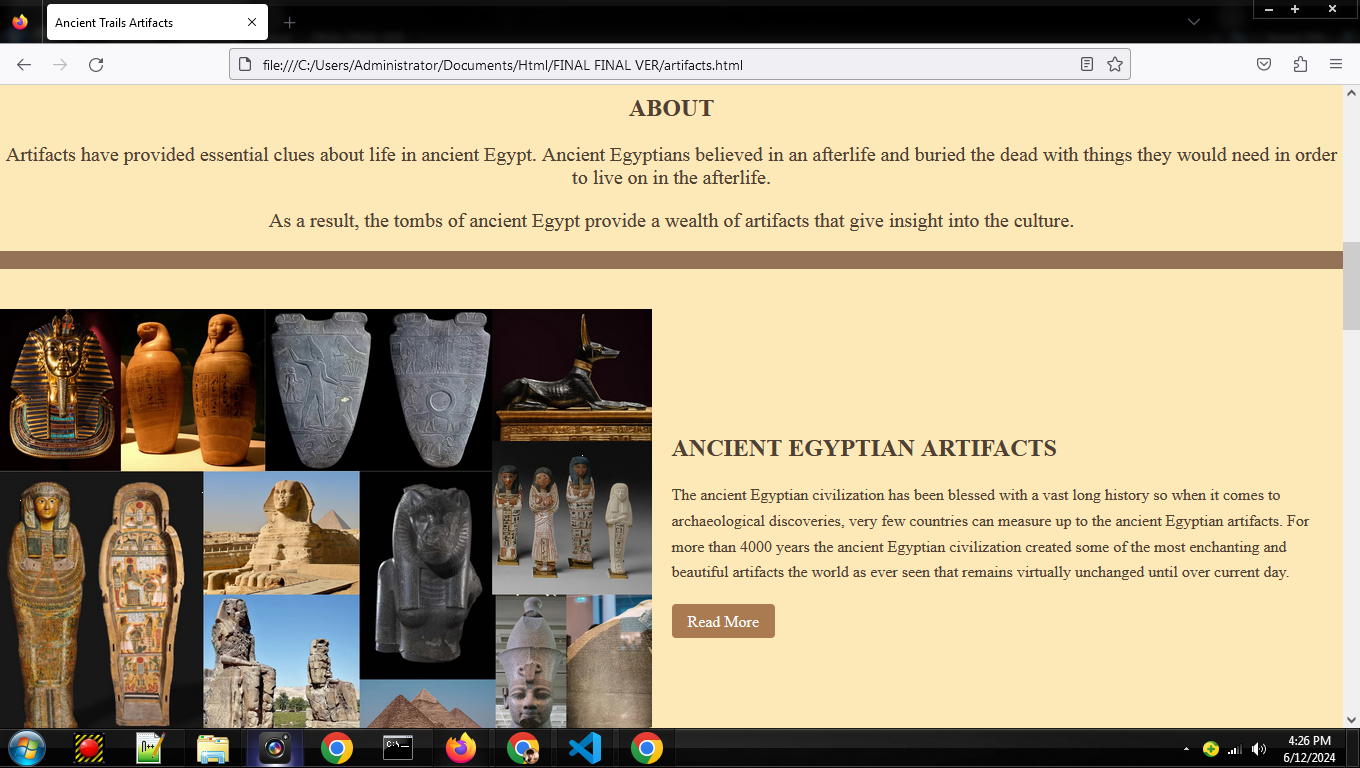 Ancient Trails Artifacts
file:///C:/Users/Administrator/Documents/Html/FINAL FINAL VER/artifacts.html
ABOUT
Artifacts have provided essential clues about life in ancient Egypt. Ancient Egyptians believed in an afterlife and buried the dead with things they would need in order
to live on in the afterlife.
As a result, the tombs of ancient Egypt provide a wealth of artifacts that give insight into the culture.
ANCIENT EGYPTIAN ARTIFACTS
The ancient Egyptian civilization has been blessed with a vast long history so when it comes to
archaeological discoveries, very few countries can measure up to the ancient Egyptian artifacts. For
more than 4000 years the ancient Egyptian civilization created some of the most enchanting and
beautiful artifacts the world as ever seen that remains virtually unchanged until over current day.
Read More
C:\_
4:26 PM
6/12/2024